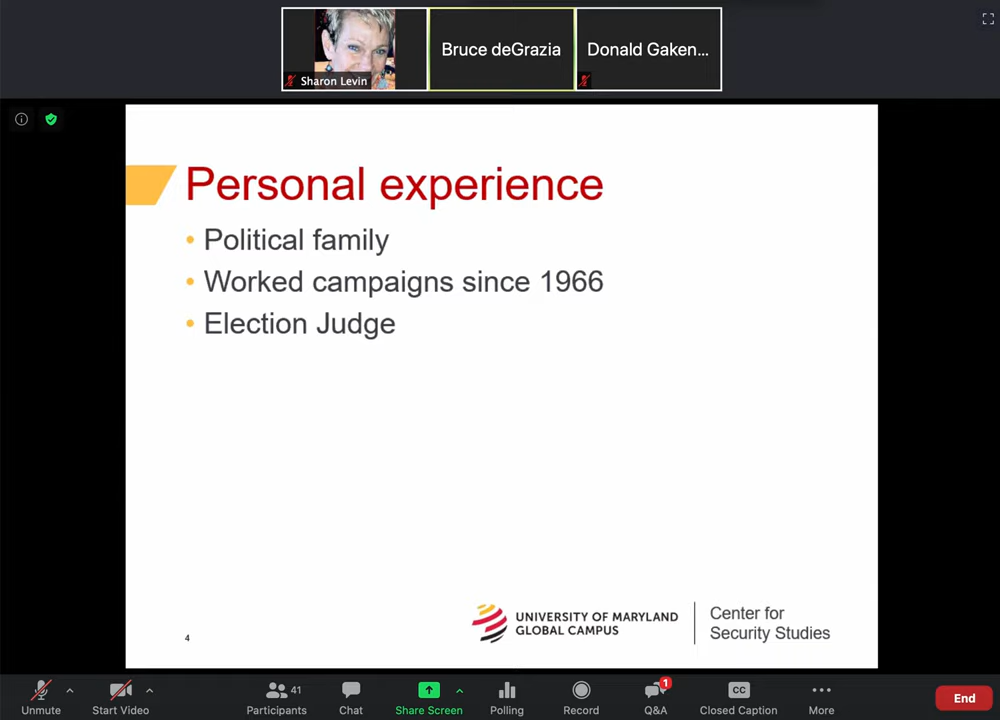 Sharon Levin
Bruce deGrazia
Donald Gaken...
Personal experience
• Political family
• Worked campaigns since 1966
• Election Judge
4
UNIVERSITY OF MARYLAND
GLOBAL CAMPUS
Center for
Security Studies
Unmute
Start Video
Participants
41
Chat
Share Screen
Polling
Record
Q&A
1
CC
Closed Caption
More
End